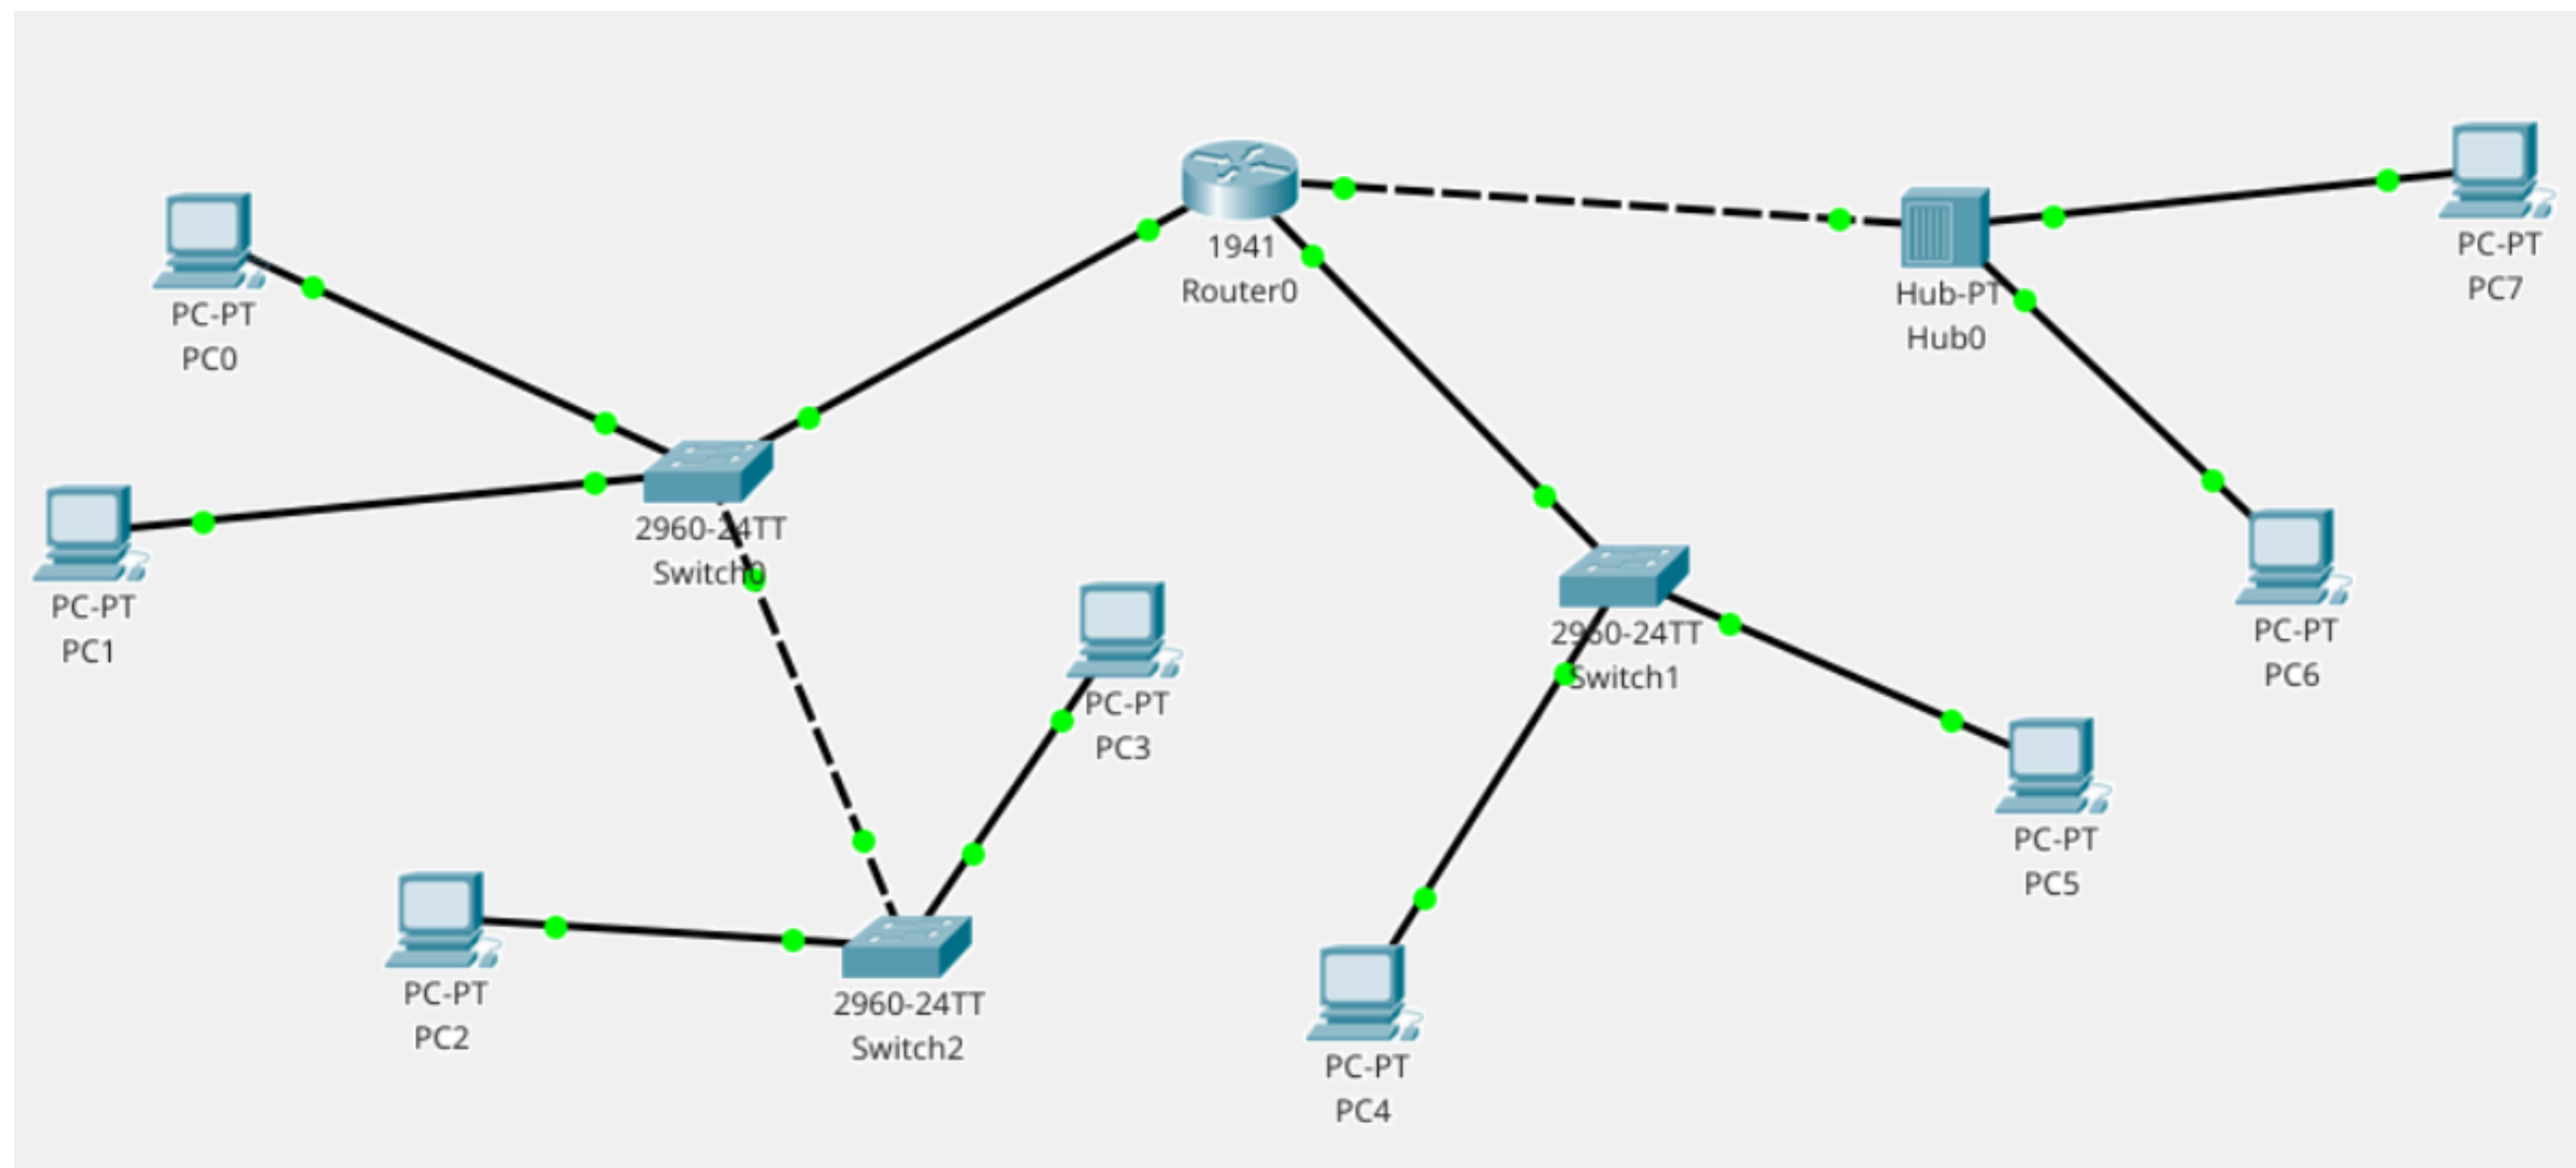 1941
Router0
PC-PT
PC7
Hub-PT
Hub0
PC-PT
PC0
2960-24TT
Switch0
PC-PT
PC1
PC-PT
PC3
2960-24TT
Switch1
PC-PT
PC6
PC-PT
PC5
PC-PT
PC2
2960-24TT
Switch2
PC-PT
PC4